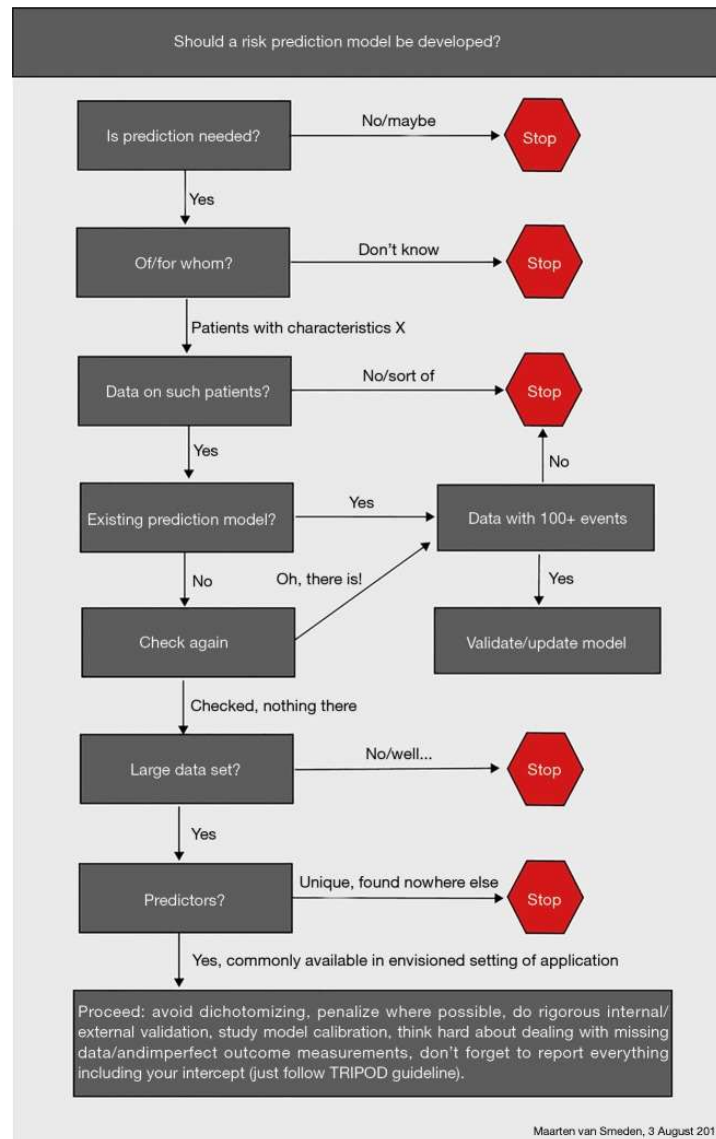 Should a risk prediction model be developed?
Is prediction needed?
No/maybe
Stop
Yes
Of/for whom?
Don't know
Stop
Patients with characteristics X
Data on such patients?
No/sort of
Stop
Yes
No
Existing prediction model?
Yes
Data with 100+ events
No
Oh, there is!
Yes
Check again
Validate/update model
Checked, nothing there
Large data set?
No/well...
Stop
Yes
Predictors?
Unique, found nowhere else
Stop
Yes, commonly available in envisioned setting of application
Proceed: avoid dichotomizing, penalize where possible, do rigorous internal/
external validation, study model calibration, think hard about dealing with missing
data/andimperfect outcome measurements, don't forget to report everything
including your intercept (just follow TRIPOD guideline).
Maarten van Smeden, 3 August 201